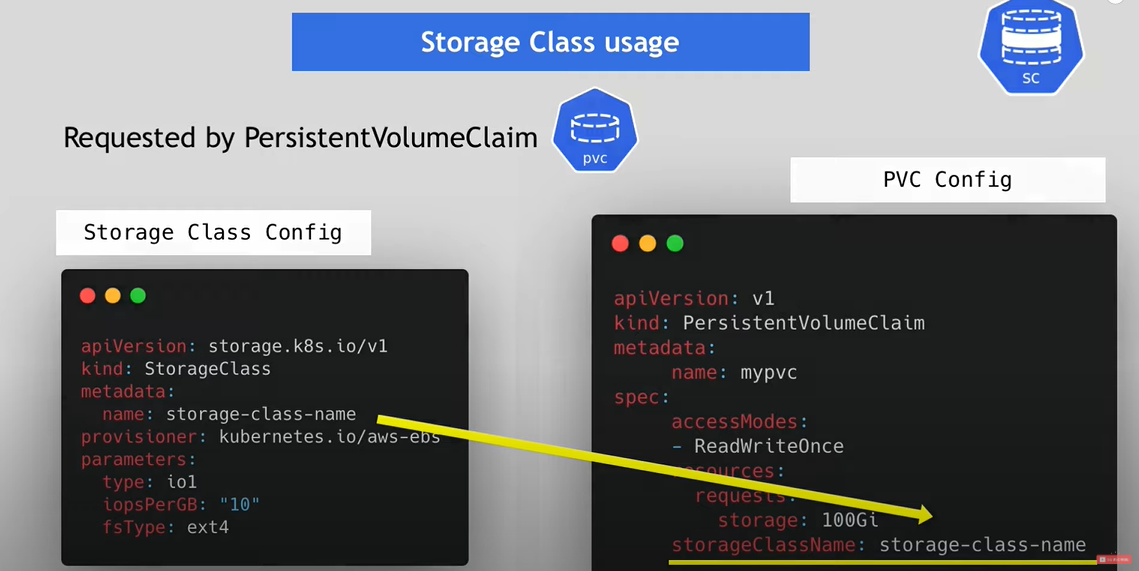 Storage Class usage
SC
Requested by PersistentVolumeClaim
pvc
PVC Config
Storage Class Config
apiVersion: storage.k8s.io/v1
kind: StorageClass
metadata:
  name: storage-class-name
provisioner: kubernetes.io/aws-ebs
parameters:
  type: io1
  iopsPerGB: "10"
  fsType: ext4
apiVersion: v1
kind: PersistentVolumeClaim
metadata:
     name: mypvc
spec:
     accessModes:
     - ReadWriteOnce
     resources:
       requests:
         storage: 100Gi
     storageClassName: storage-class-name